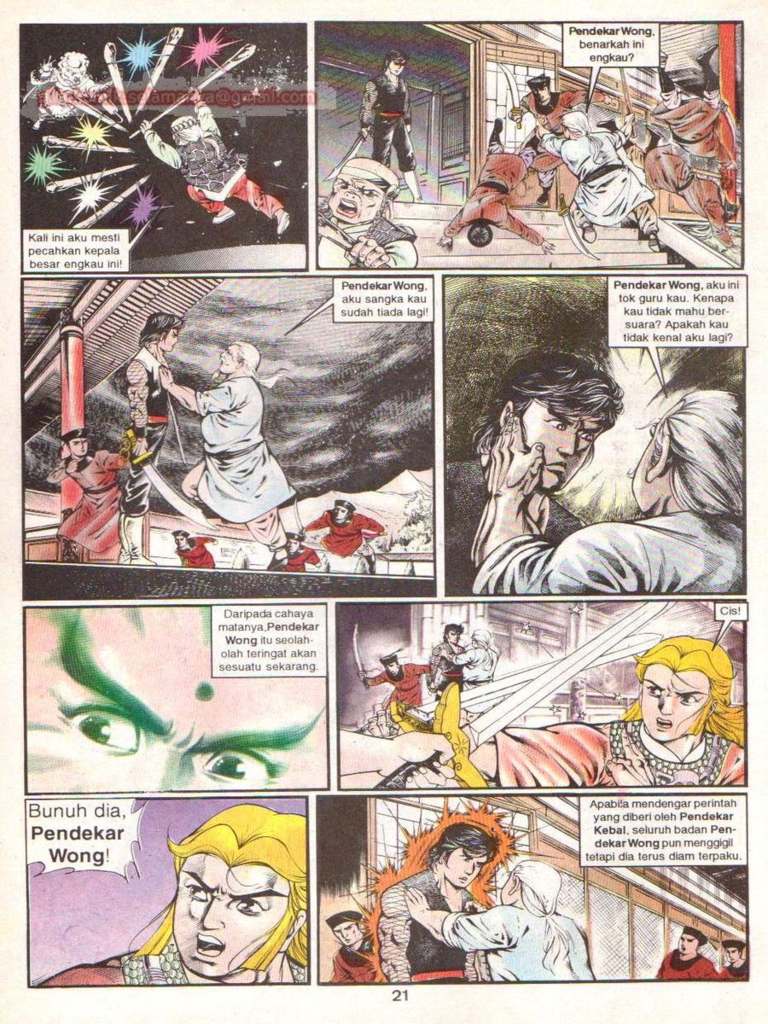 Kali ini aku mesti
pecahkan kepala
besar engkau ini!
Pendekar Wong,
benarkah ini
engkau?
Pendekar Wong,
aku sangka kau
sudah tiada lagi!
Pendekar Wong, aku ini
tok guru kau. Kenapa
kau tidak mahu ber-
suara? Apakah kau
tidak kenal aku lagi?
Daripada cahaya
matanya,Pendekar
Wong itu seolah-
olah teringat akan
sesuatu sekarang.
Cis!
Bunuh dia,
Pendekar
Wong!
Apabila mendengar perintah
yang diberi oleh Pendekar
Kebal, seluruh badan Pen-
dekar Wong pun menggigil
tetapi dia terus diam terpaku.
21